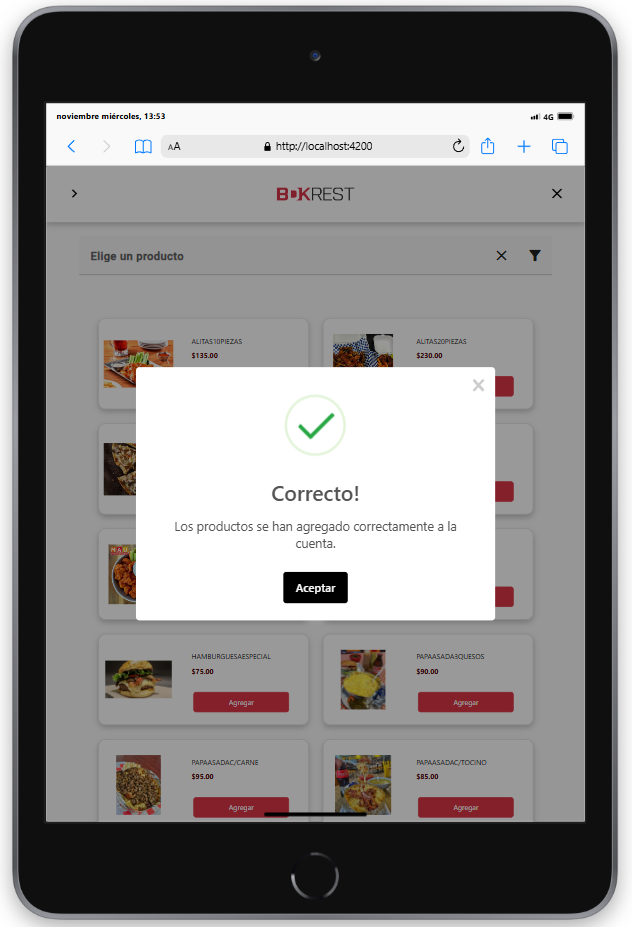 noviembre miércoles, 13:53
4G
AA
http://localhost:4200
B🞄KREST
Elige un producto
ALITAS10PIEZAS
$135.00
ALITAS20PIEZAS
$230.00
Correcto!
Los productos se han agregado correctamente a la
cuenta.
Aceptar
HAMBURGUESAESPECIAL
$75.00
Agregar
PAPAASADA3QUESOS
$90.00
Agregar
PAPAASADAC/CARNE
$95.00
Agregar
PAPAASADAC/TOCINO
$85.00
Agregar